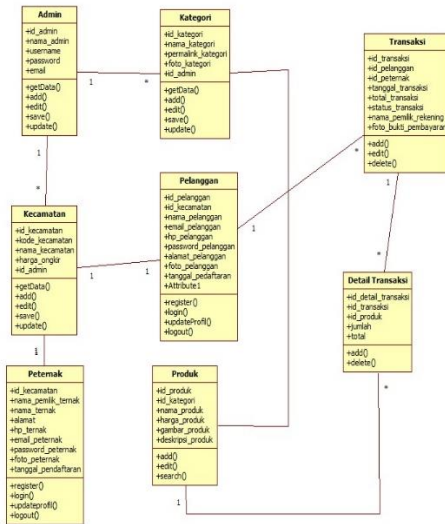 Admin
+id_admin
+nama_admin
+username
+password
+email
+getData()
+add()
+edit()
+save()
+update()
Kategori
+id_kategori
+nama_kategori
+permalink_kategori
+foto_kategori
+id_admin
+getData()
+add()
+edit()
+save()
+update()
Transaksi
+id_transaksi
+id_pelanggan
+id_peternak
+tanggal_transaksi
+total_transaksi
+status_transaksi
+nama_pemlik_rekening
+foto_bukti_pembayaran
+add()
+edit()
+delete()
1
*
1
*
*
1
1
*
1
1
Kecamatan
+id_kecamatan
+kode_kecamatan
+nama_kecamatan
+harga_ongkir
+id_admin
+getData()
+add()
+edit()
+save()
+update()
Pelanggan
+id_pelanggan
+id_kecamatan
+nama_pelanggan
+email_pelanggan
+hp_pelanggan
+password_pelanggan
+alamat_pelanggan
+foto_pelanggan
+tanggal_pedaftaran
+Attribute1
+register()
+login()
+updateProfil()
+logout()
Detail Transaksi
+id_detail_transaksi
+id_transaksi
+id_produk
+jumlah
+total
+add()
+delete()
*
1
Peternak
+id_kecamatan
+nama_pemlik_ternak
+nama_ternak
+alamat
+hp_ternak
+email_peternak
+password_peternak
+foto_peternak
+tanggal_pendaftaran
+register()
+login()
+updateprofil()
+logout()
Produk
+id_produk
+id_kategori
+nama_produk
+harga_produk
+gambar_produk
+deskripsi_produk
+add()
+edit()
+search()